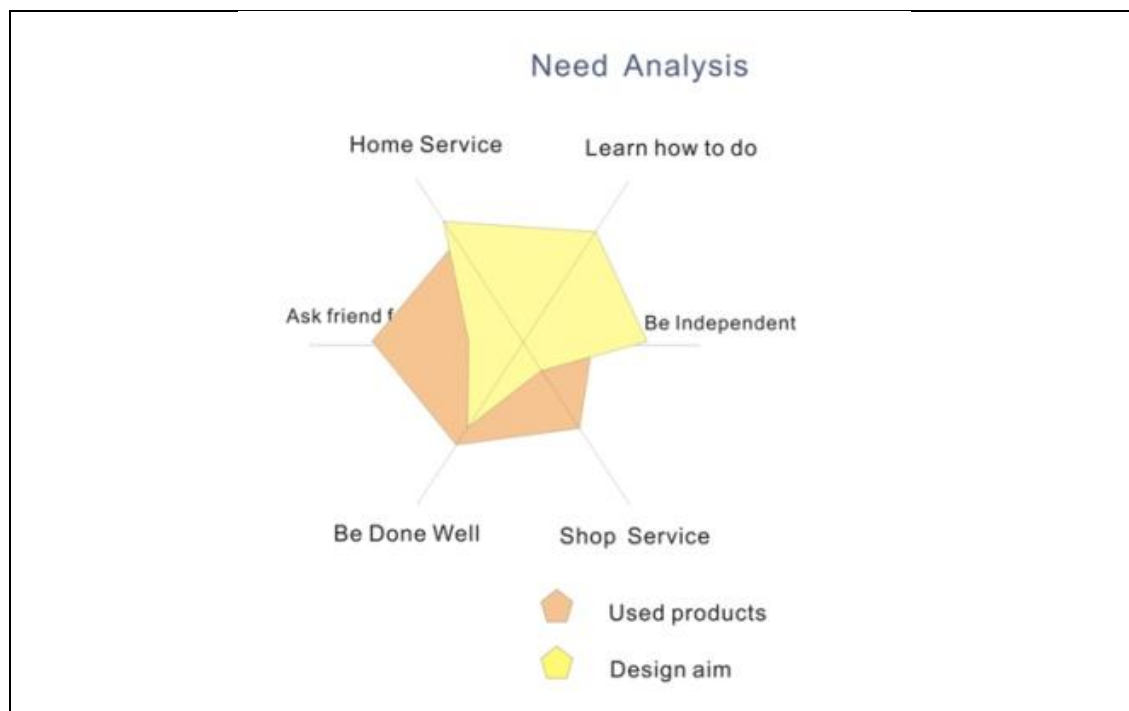 Need Analysis
Home Service
Learn how to do
Ask friend f
Be Independent
Be Done Well
Shop Service
Used products
Design aim